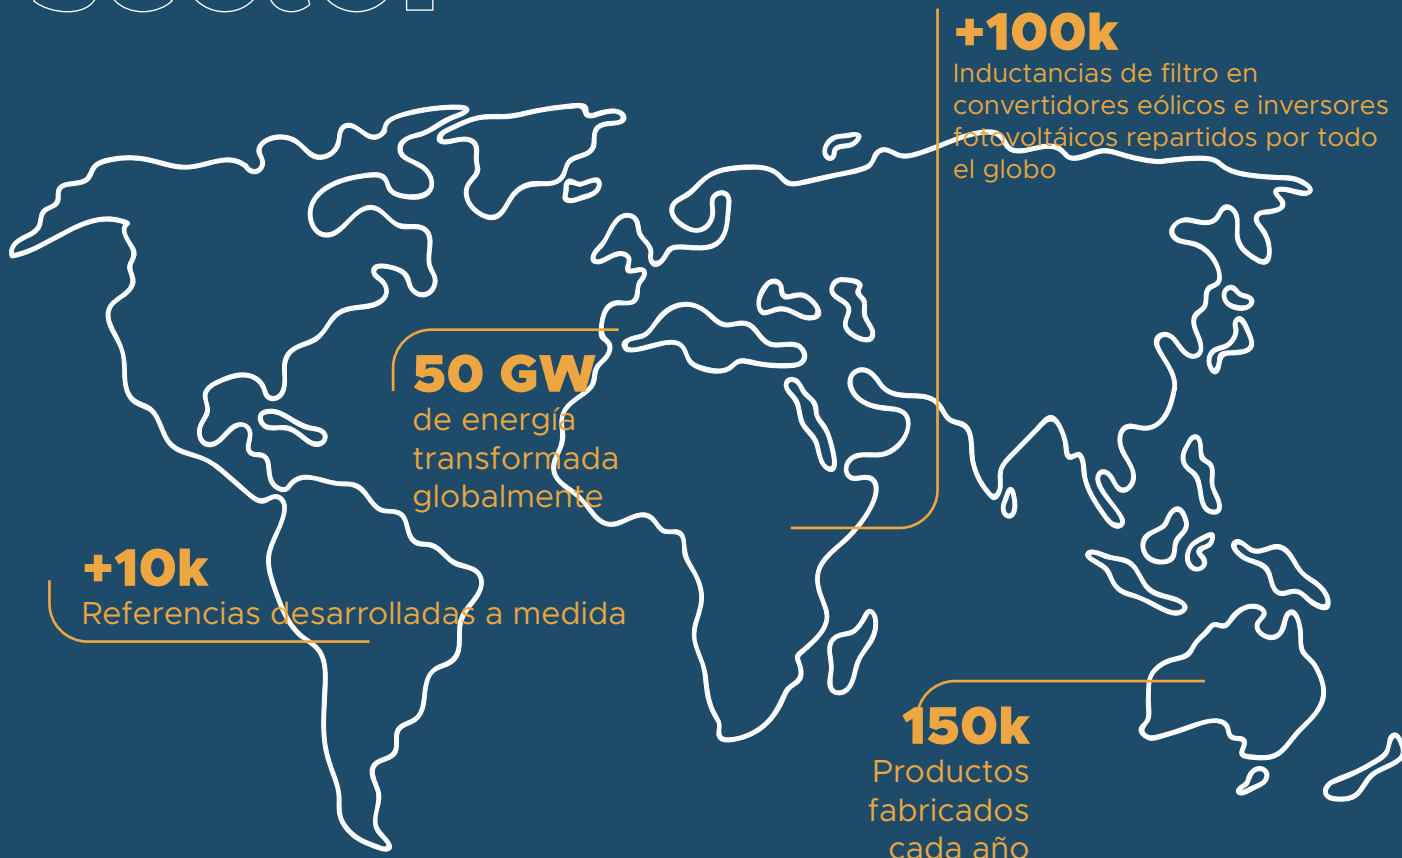 +100k
Inductancias de filtro en
convertidores eólicos e inversores
fotovoltáicos repartidos por todo
el globo
50 GW
de energía
transformada
globalmente
+10k
Referencias desarrolladas a medida
150k
Productos
fabricados
cada año